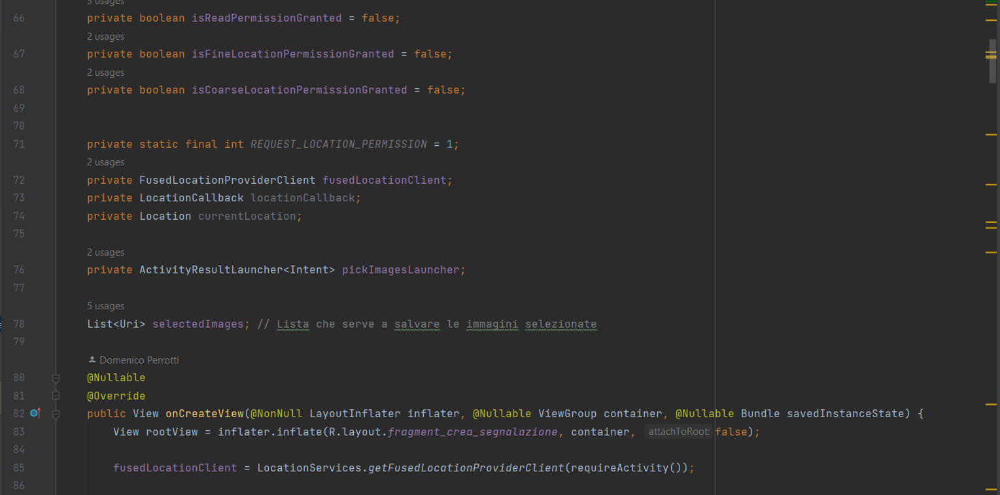 3 usages
66 private boolean isReadPermissionGranted = false;
2 usages
67 private boolean isFineLocationPermissionGranted = false;
2 usages
68 private boolean isCoarseLocationPermissionGranted = false;
69
70
71 private static final int REQUEST_LOCATION_PERMISSION = 1;
2 usages
72 private FusedLocationProviderClient fusedLocationClient;
73 private LocationCallback locationCallback;
74 private Location currentLocation;
75
2 usages
76 private ActivityResultLauncher<Intent> pickImagesLauncher;
77
5 usages
78 List<Uri> selectedImages; // Lista che serve a salvare le immagini selezionate
79
Domenico Perrotti
80 @Nullable
81 @Override
82 public View onCreateView(@NonNull LayoutInflater inflater, @Nullable ViewGroup container, @Nullable Bundle savedInstanceState) {
83 View rootView = inflater.inflate(R.layout.fragment_crea_segnalazione, container, attachToRoot: false);
84
85 fusedLocationClient = LocationServices.getFusedLocationProviderClient(requireActivity());
86